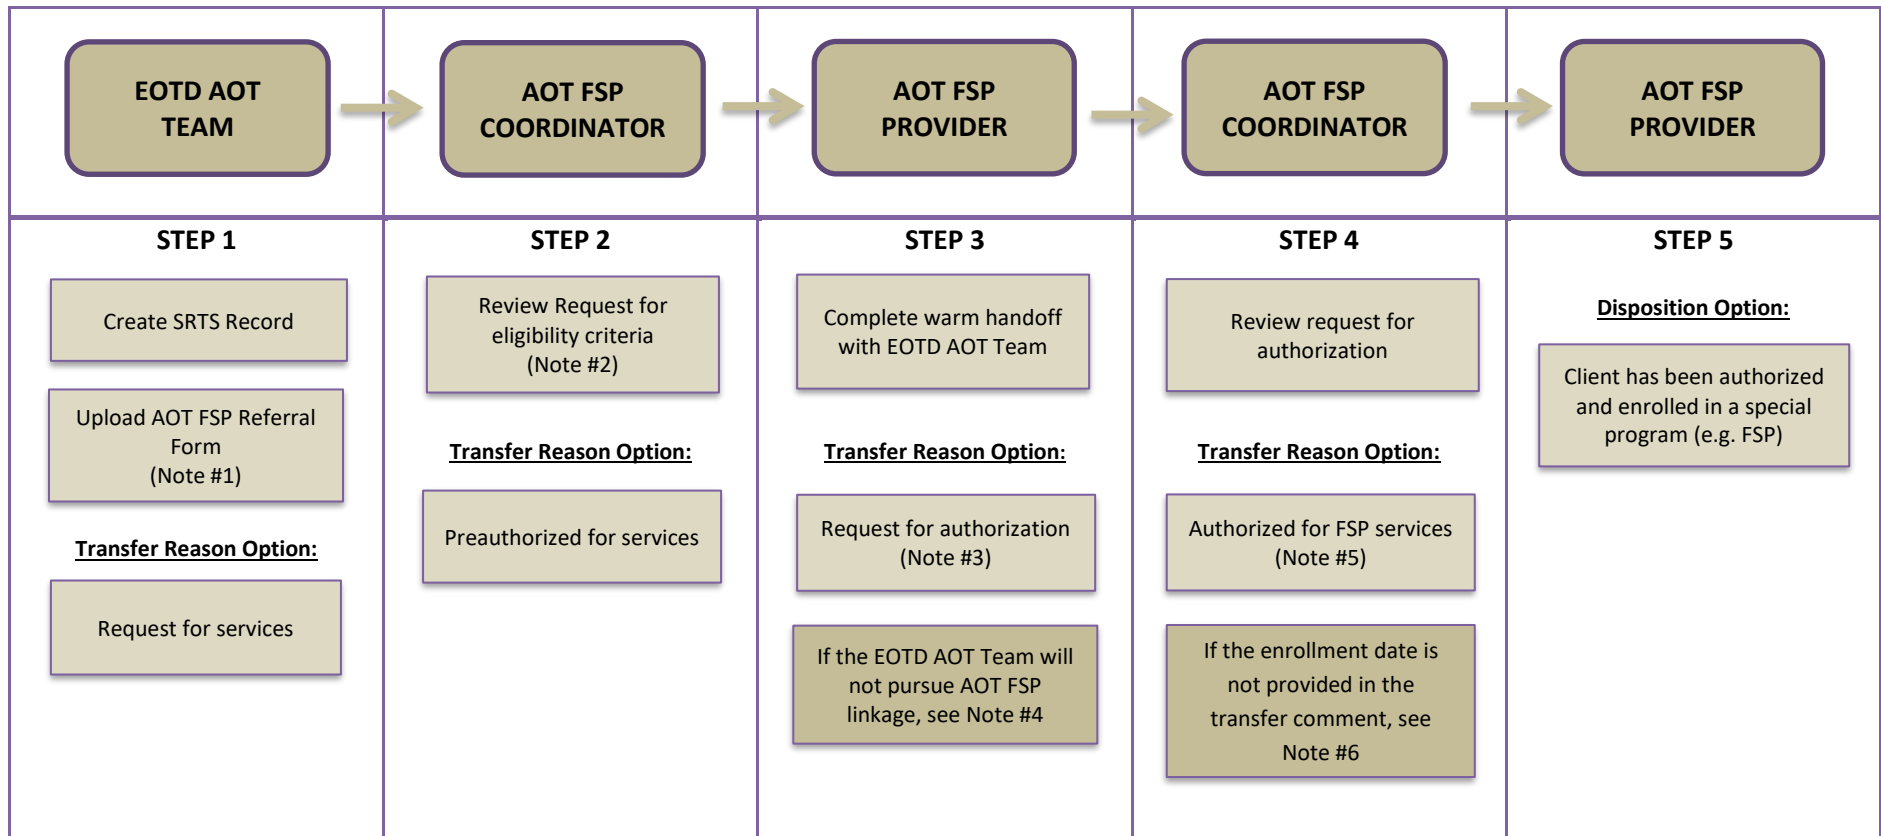 EOTD AOT
TEAM
AOT FSP
COORDINATOR
AOT FSP
PROVIDER
AOT FSP
COORDINATOR
AOT FSP
PROVIDER
STEP 1
Create SRTS Record
Upload AOT FSP Referral
Form
(Note #1)
Transfer Reason Option:
Request for services
STEP 2
Review Request for
eligibility criteria
(Note #2)
Transfer Reason Option:
Preauthorized for services
STEP 3
Complete warm handoff
with EOTD AOT Team
Transfer Reason Option:
Request for authorization
(Note #3)
If the EOTD AOT Team will
not pursue AOT FSP
linkage, see Note #4
STEP 4
Review request for
authorization
Transfer Reason Option:
Authorized for FSP services
(Note #5)
If the enrollment date is
not provided in the
transfer comment, see
Note #6
STEP 5
Disposition Option:
Client has been authorized
and enrolled in a special
program (e.g. FSP)